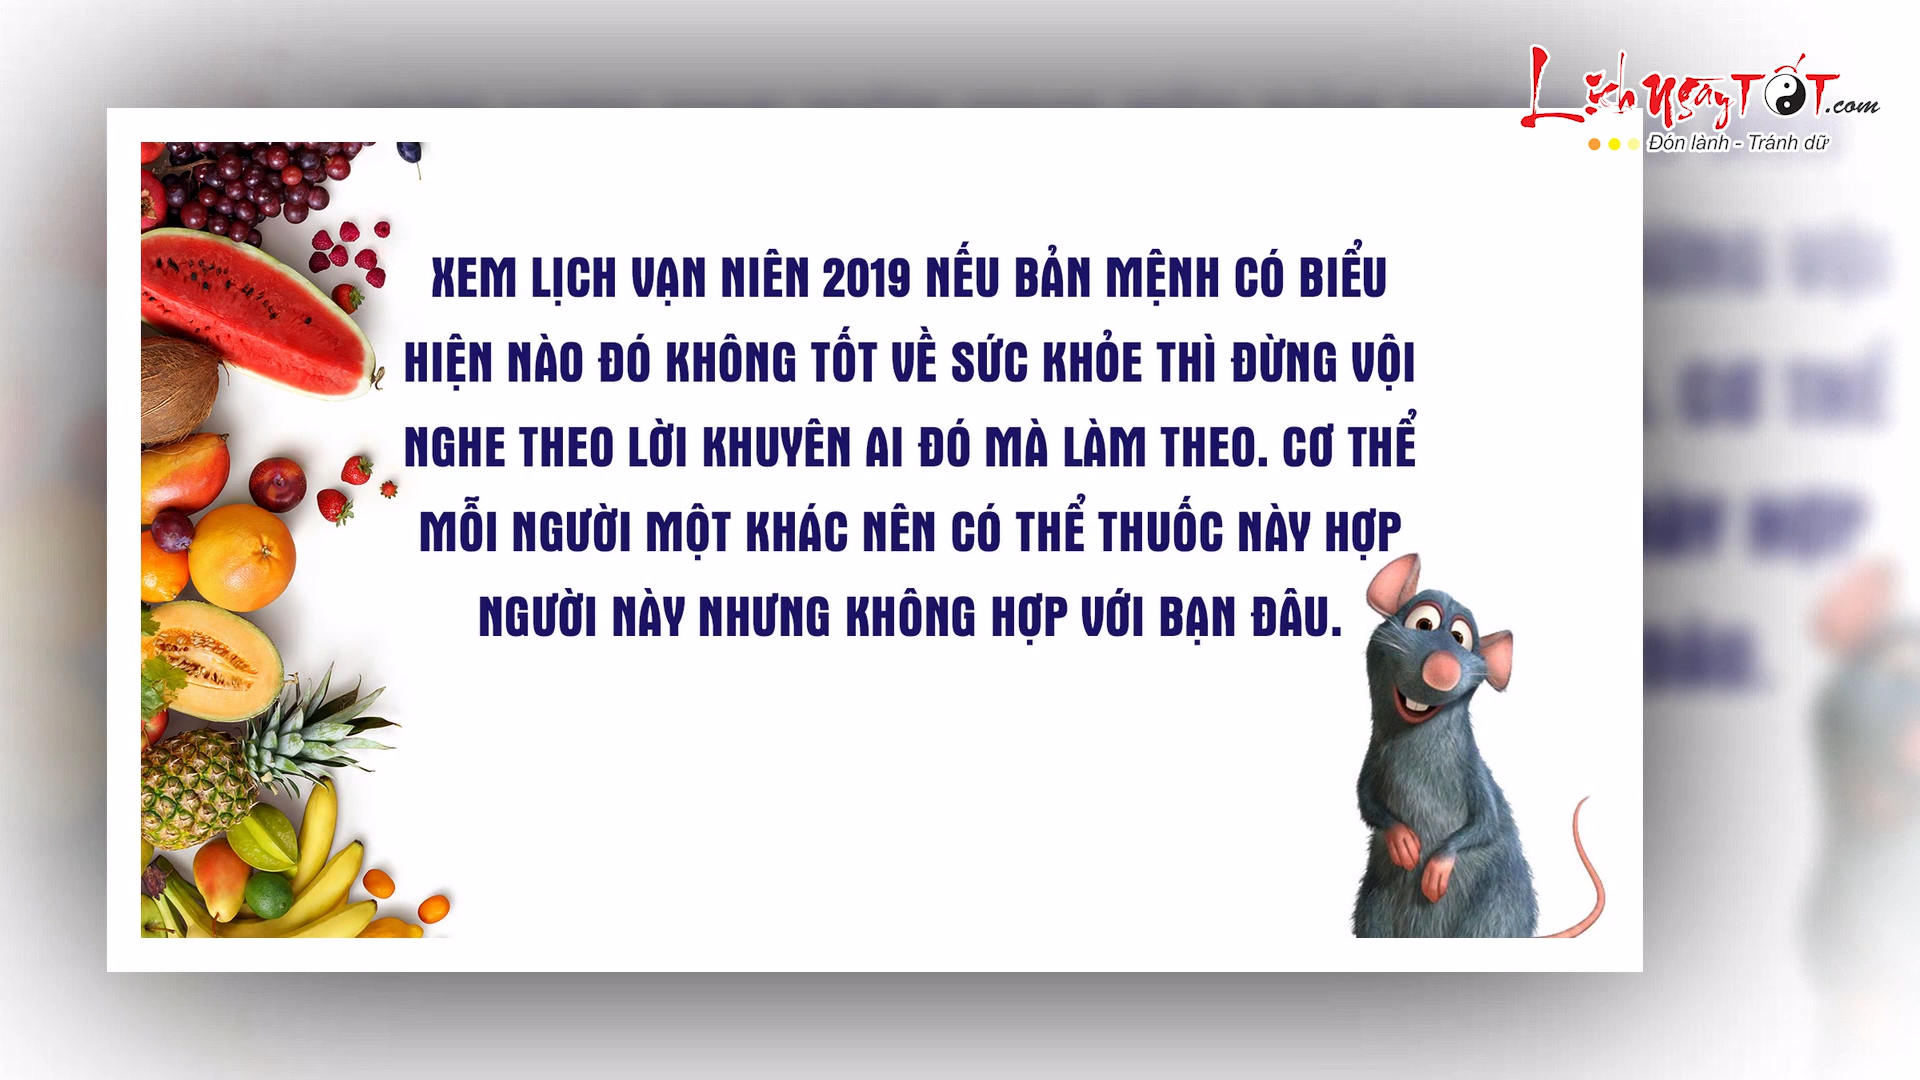 LịchNgàyTỐT.com
Đón lành - Tránh dữ
XEM LỊCH VẠN NIÊN 2019 NẾU BẢN MỆNH CÓ BIỂU
HIỆN NÀO ĐÓ KHÔNG TỐT VỀ SỨC KHỎE THÌ ĐỪNG VỘI
NGHE THEO LỜI KHUYÊN AI ĐÓ MÀ LÀM THEO. CƠ THỂ
MỖI NGƯỜI MỘT KHÁC NÊN CÓ THỂ THUỐC NÀY HỢP
NGƯỜI NÀY NHƯNG KHÔNG HỢP VỚI BẠN ĐÂU.